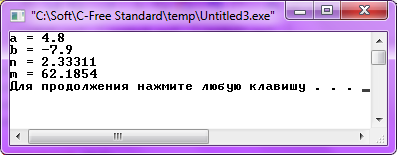 "C:\Soft\C-Free Standard\temp\Untitled3.exe"
a = 4.8
b = -7.9
n = 2.33311
m = 62.1854
Для продолжения нажмите любую клавишу . . .